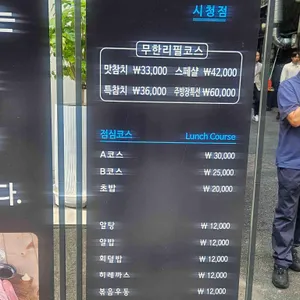 시청점
무한리필코스
맛참치 ₩33,000 스페샬 ₩42,000
특참치 ₩36,000 주방장특선 ₩60,000
점심코스 Lunch Course
A코스 ₩ 30,000
B코스 ₩ 25,000
초밥 ₩ 20,000
알탕 ₩ 12,000
알밥 ₩ 12,000
회덮밥 ₩ 12,000
히레까스 ₩ 12,000
볶음우동 ₩ 12,000
다.